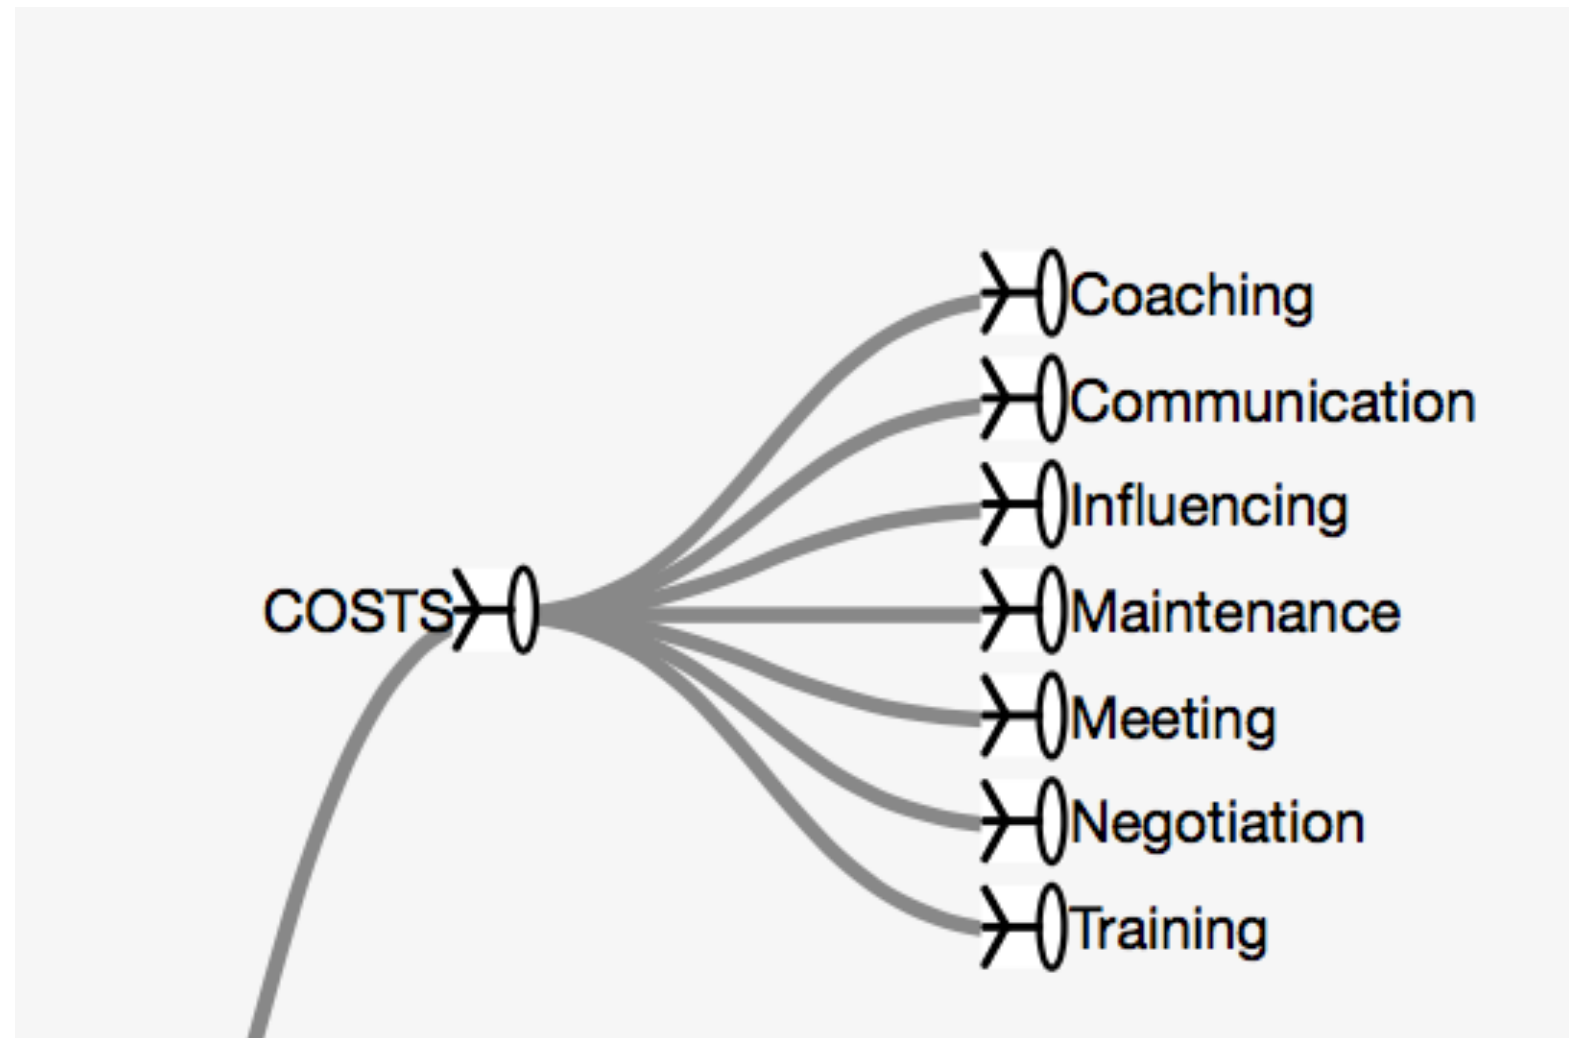 COSTS
Coaching
Communication
Influencing
Maintenance
Meeting
Negotiation
Training